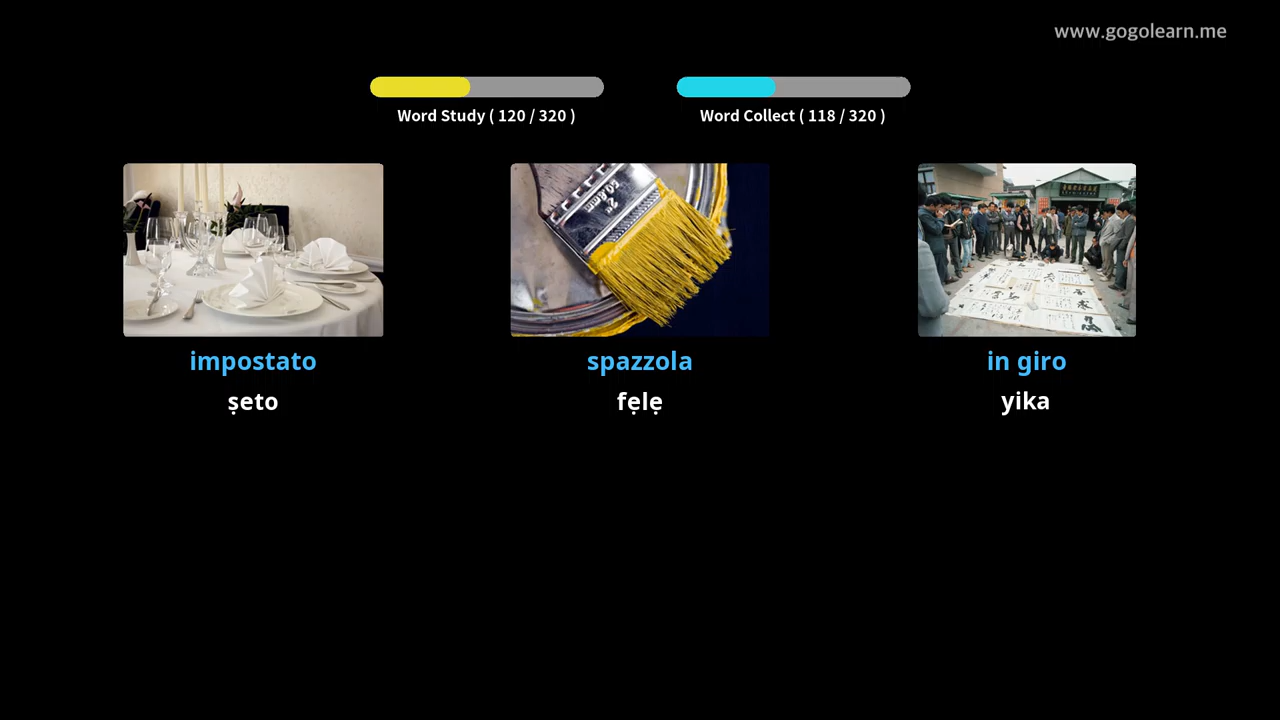 www.gogolearn.me
Word Study ( 120 / 320 )
Word Collect ( 118 / 320 )
impostato
spazzola
in giro
ṣeto
fẹlẹ
yika